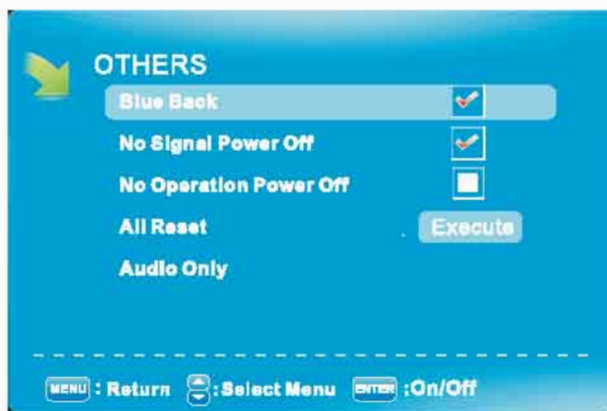 OTHERS
Blue Back
No Signal Power Off
No Operation Power Off
All Reset . Execute
Audio Only
MENU : Return :Select Menu ENTER :On/Off